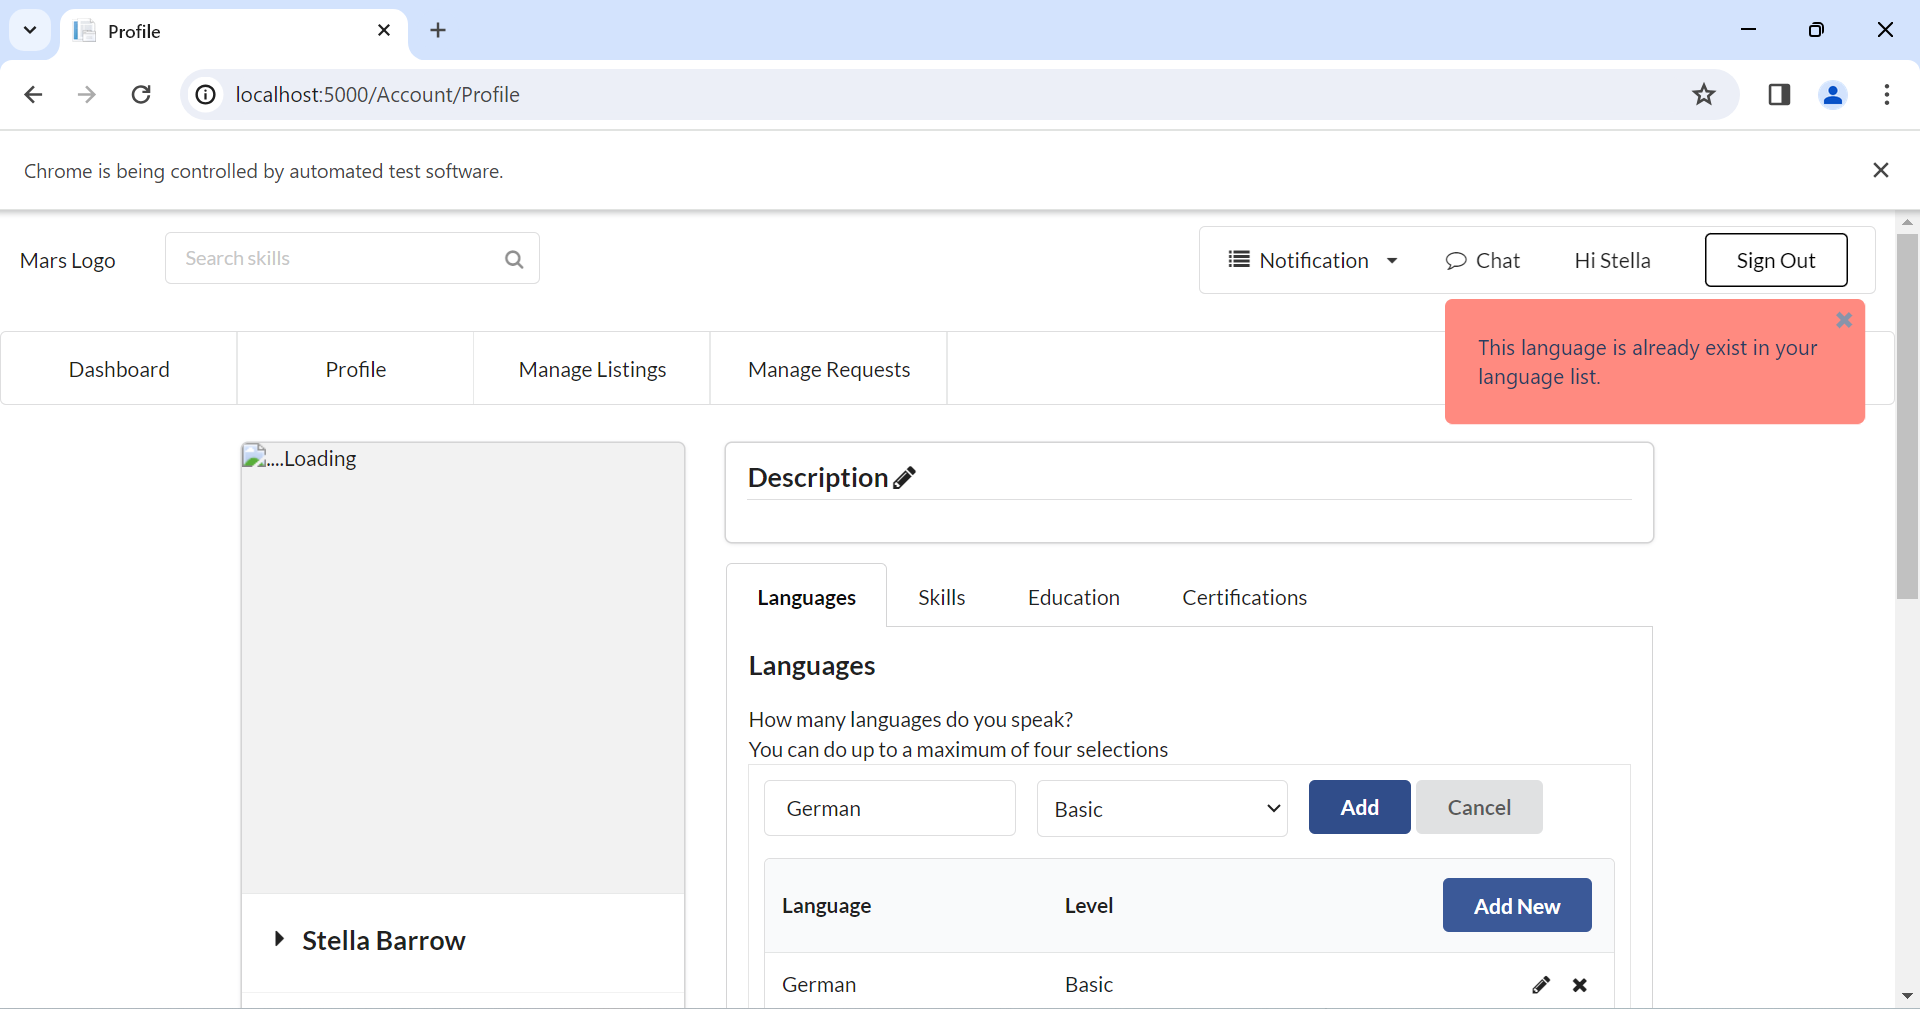 Profile
localhost:5000/Account/Profile
Chrome is being controlled by automated test software.
Mars Logo
Search skills
Notification
Chat
Hi Stella
Sign Out
This language is already exist in your
language list.
Dashboard
Profile
Manage Listings
Manage Requests
....Loading
Description
Languages
Skills
Education
Certifications
Languages
How many languages do you speak?
You can do up to a maximum of four selections
German
Basic
Add
Cancel
Language
Level
Add New
Stella Barrow
German
Basic